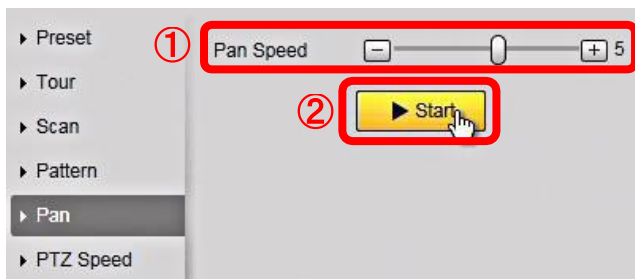 Preset
Tour
Scan
Pattern
Pan
PTZ Speed
① Pan Speed − + 5
② Start